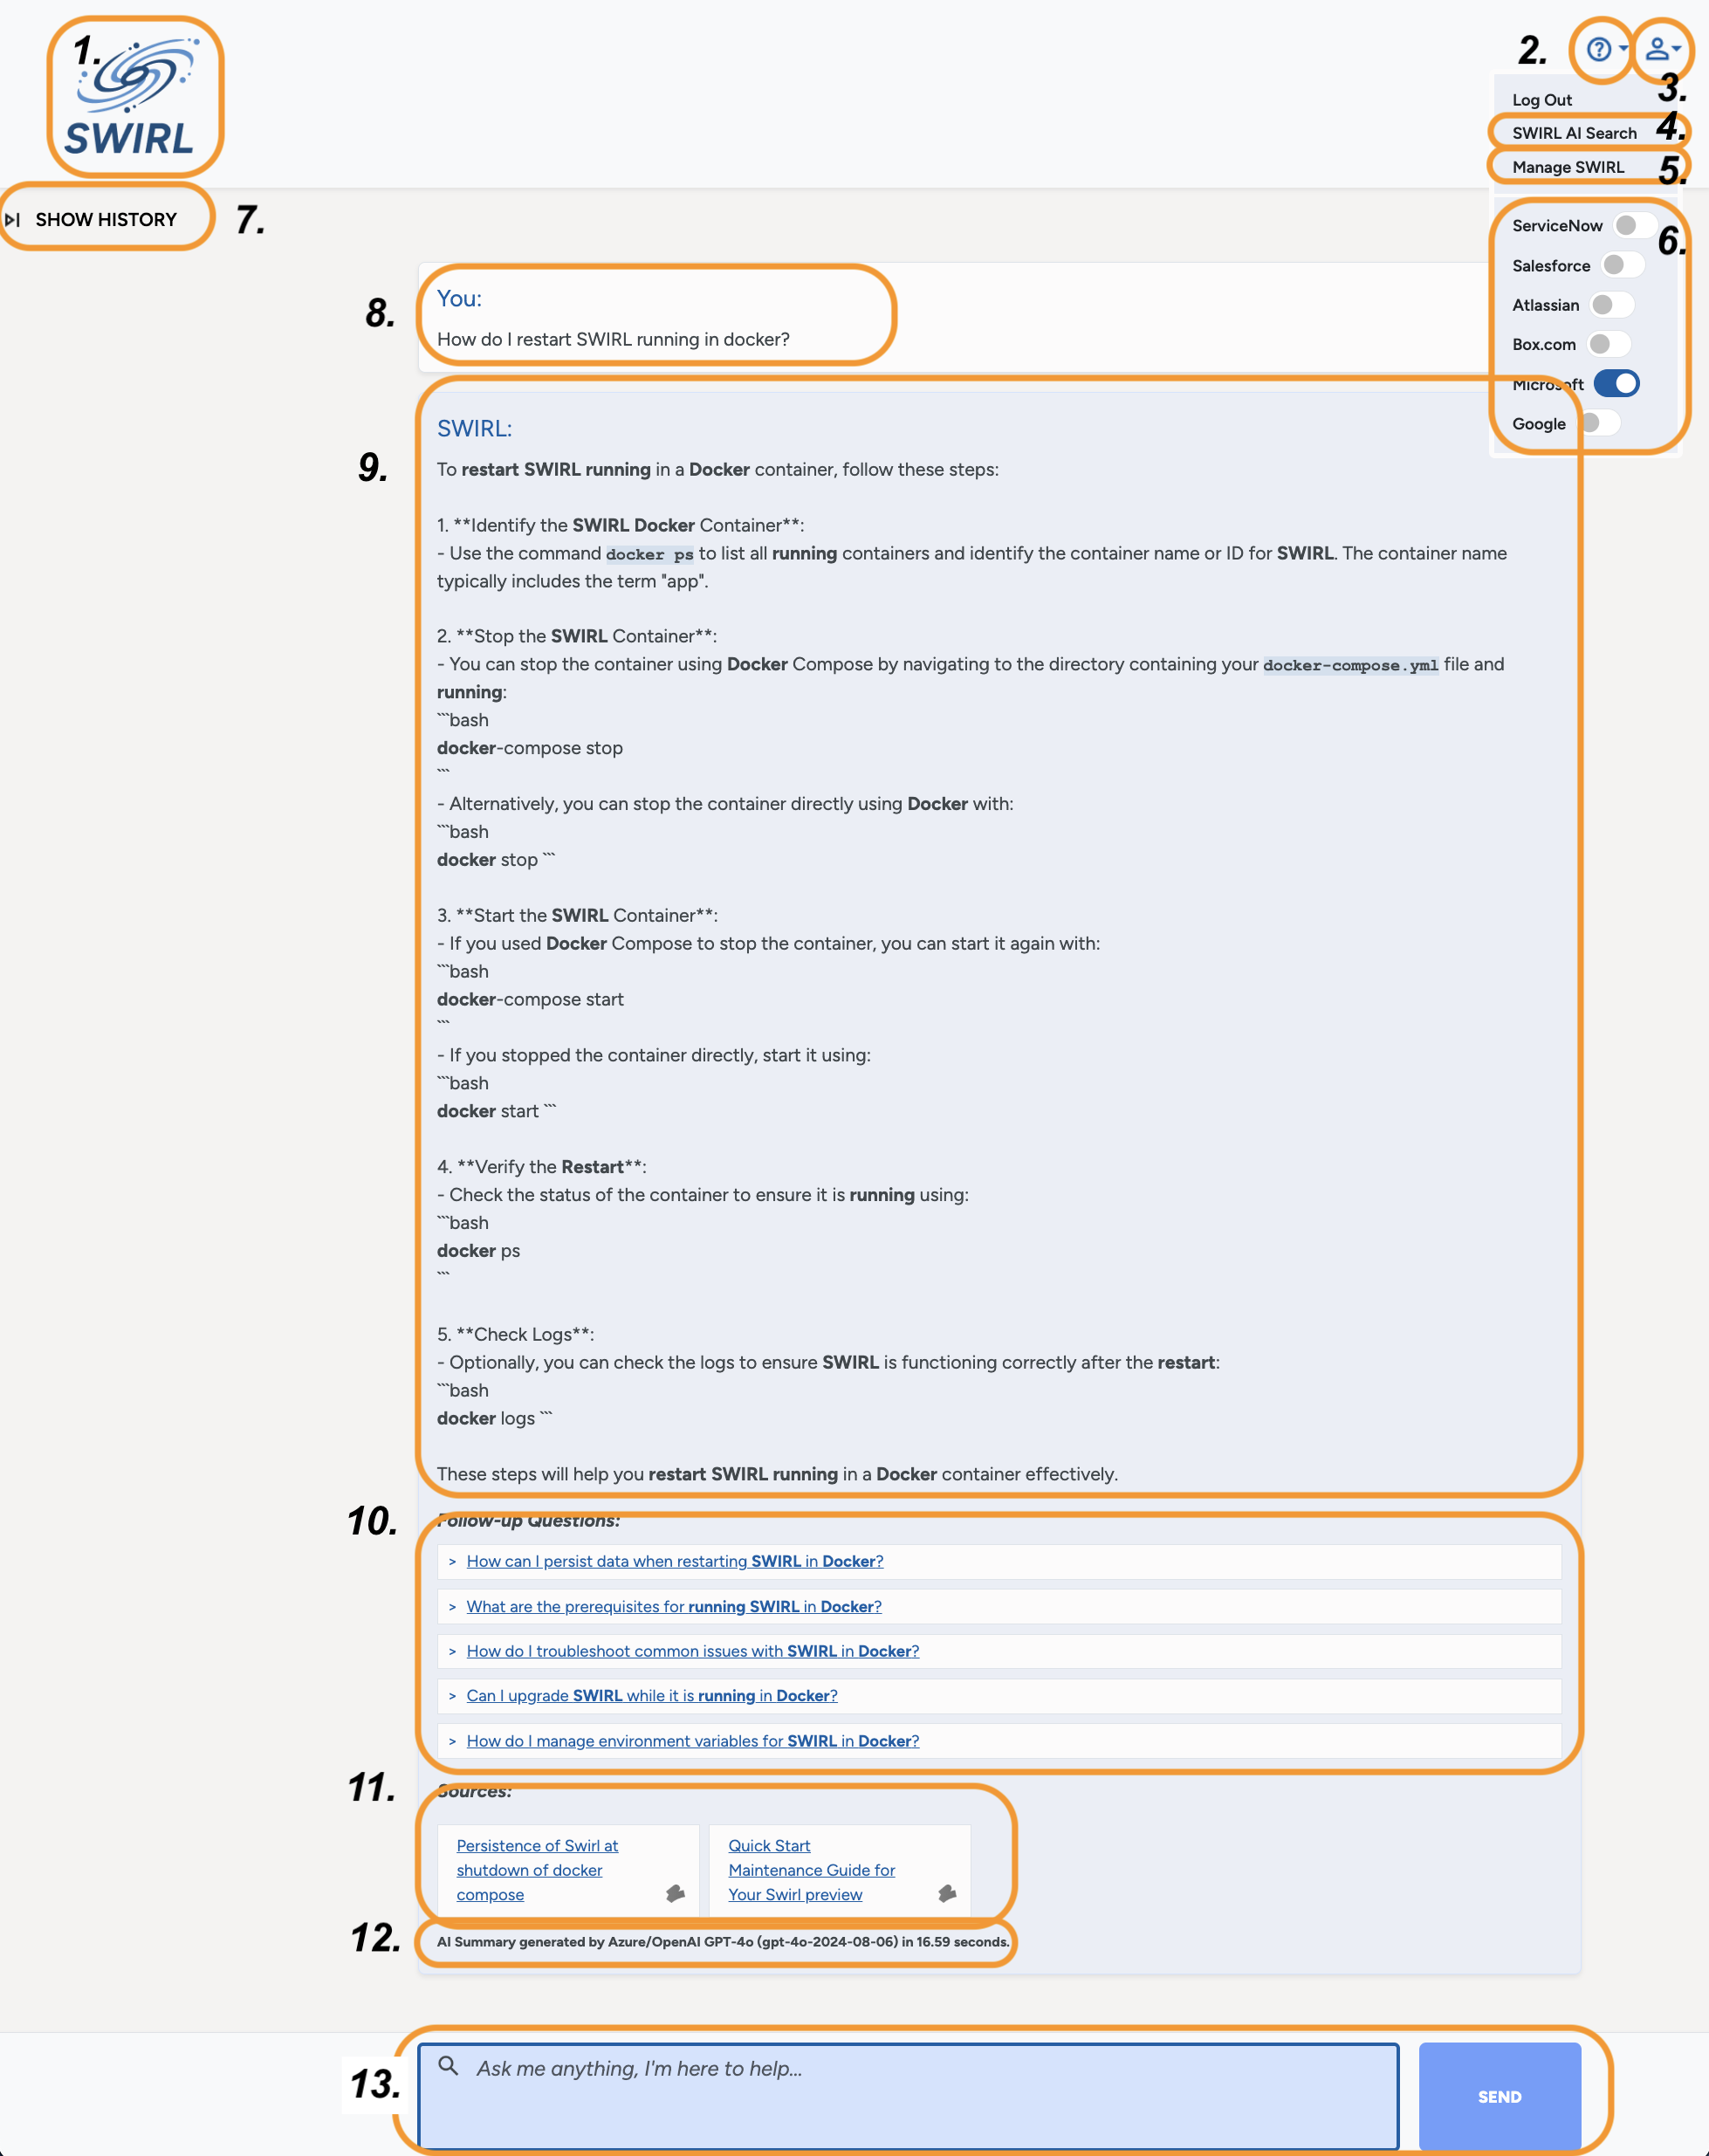 1.
SWIRL
2.
3.
Log Out
SWIRL AI Search
4.
Manage SWIRL
5.
ServiceNow
6.
Salesforce
Atlassian
Box.com
Microsoft
Google
SHOW HISTORY
7.
8.
You:
How do I restart SWIRL running in docker?
9.
SWIRL:
To restart SWIRL running in a Docker container, follow these steps:
1. **Identify the SWIRL Docker Container**:
- Use the command docker ps to list all running containers and identify the container name or ID for SWIRL. The container name
typically includes the term "app".
2. **Stop the SWIRL Container**:
- You can stop the container using Docker Compose by navigating to the directory containing your docker-compose.yml file and
running:
```bash
docker-compose stop
```
- Alternatively, you can stop the container directly using Docker with:
```bash
docker stop ```
3. **Start the SWIRL Container**:
- If you used Docker Compose to stop the container, you can start it again with:
```bash
docker-compose start
```
- If you stopped the container directly, start it using:
```bash
docker start ```
4. **Verify the Restart**:
- Check the status of the container to ensure it is running using:
```bash
docker ps
```
5. **Check Logs**:
- Optionally, you can check the logs to ensure SWIRL is functioning correctly after the restart:
```bash
docker logs ```
These steps will help you restart SWIRL running in a Docker container effectively.
10.
Follow-up Questions:
> How can I persist data when restarting SWIRL in Docker?
> What are the prerequisites for running SWIRL in Docker?
> How do I troubleshoot common issues with SWIRL in Docker?
> Can I upgrade SWIRL while it is running in Docker?
> How do I manage environment variables for SWIRL in Docker?
11.
Sources:
Persistence of Swirl at
shutdown of docker
compose
Quick Start
Maintenance Guide for
Your Swirl preview
12.
AI Summary generated by Azure/OpenAI GPT-4o (gpt-4o-2024-08-06) in 16.59 seconds.
13.
Ask me anything, I'm here to help...
SEND